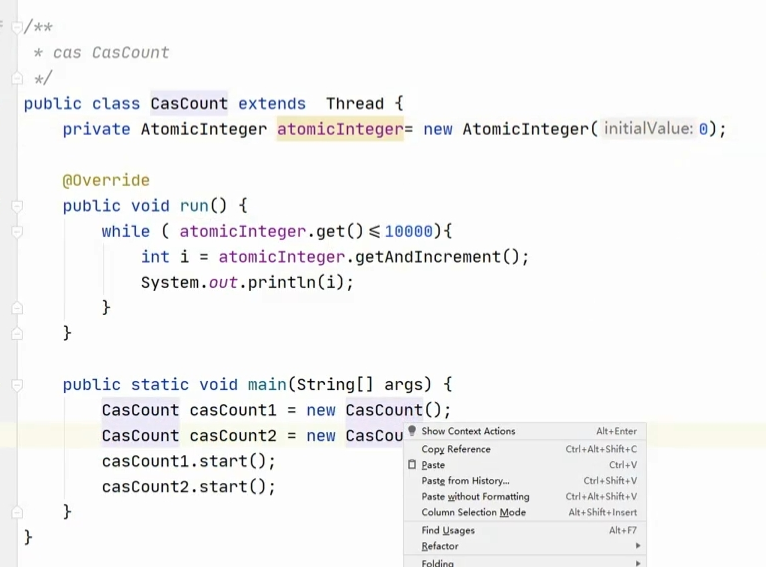 /**
* cas CasCount
*/
public class CasCount extends Thread {
private AtomicInteger atomicInteger= new AtomicInteger( initialValue: 0);
@Override
public void run() {
while ( atomicInteger.get()<=10000){
int i = atomicInteger.getAndIncrement();
System.out.println(i);
}
}
public static void main(String[] args) {
CasCount casCount1 = new CasCount();
CasCount casCount2 = new CasCou
casCount1.start();
casCount2.start();
}
}
Show Context Actions Alt+Enter
Copy Reference Ctrl+Alt+Shift+C
Paste Ctrl+V
Paste from History... Ctrl+Shift+V
Paste without Formatting Ctrl+Alt+Shift+V
Column Selection Mode Alt+Shift+Insert
Find Usages Alt+F7
Refactor
Folding